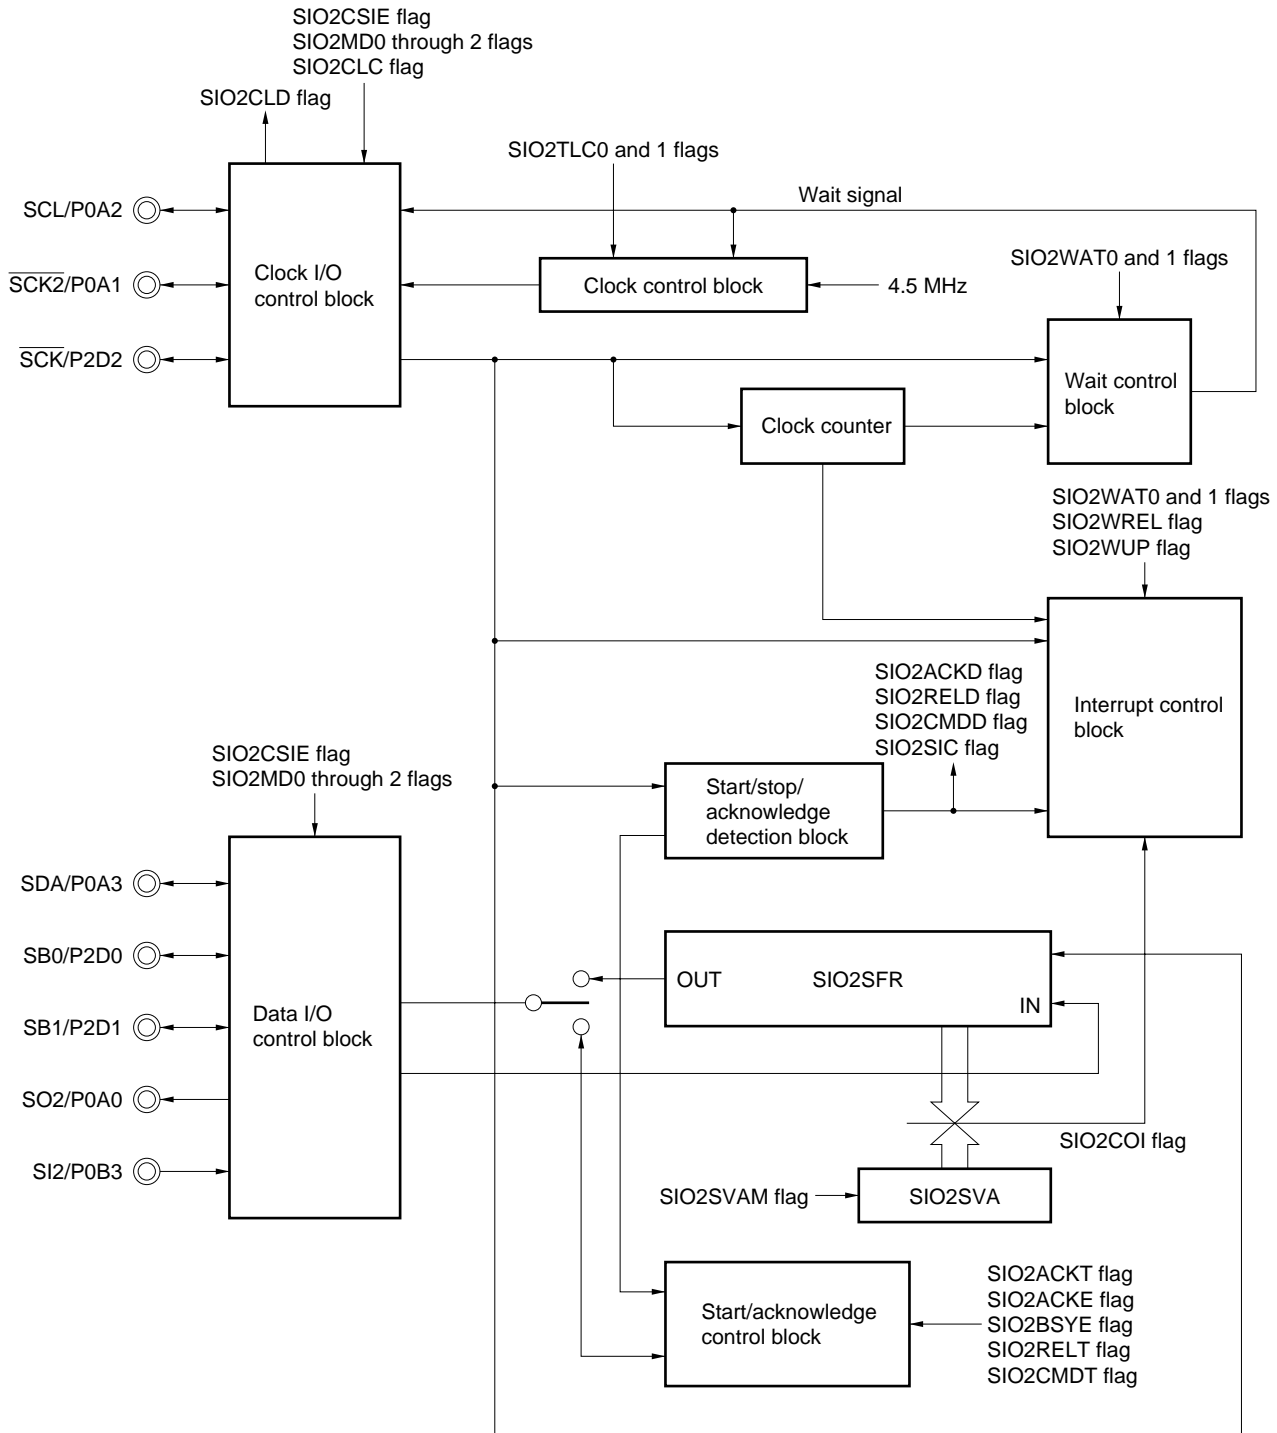 SIO2CSIE flag
SIO2MD0 through 2 flags
SIO2CLC flag
SIO2CLD flag
SIO2TLC0 and 1 flags
SCL/P0A2
Wait signal
Clock I/O
control block
SIO2WAT0 and 1 flags
SCK2/P0A1
Clock control block
4.5 MHz
SCK/P2D2
Wait control
block
Clock counter
SIO2WAT0 and 1 flags
SIO2WREL flag
SIO2WUP flag
SIO2ACKD flag
SIO2RELD flag
SIO2CMDD flag
SIO2SIC flag
Interrupt control
block
SIO2CSIE flag
SIO2MD0 through 2 flags
Start/stop/
acknowledge
detection block
SDA/P0A3
SB0/P2D0
OUT
SIO2SFR
IN
SB1/P2D1
Data I/O
control block
SO2/P0A0
SIO2COI flag
SI2/P0B3
SIO2SVAM flag
SIO2SVA
Start/acknowledge
control block
SIO2ACKT flag
SIO2ACKE flag
SIO2BSYE flag
SIO2RELT flag
SIO2CMDT flag